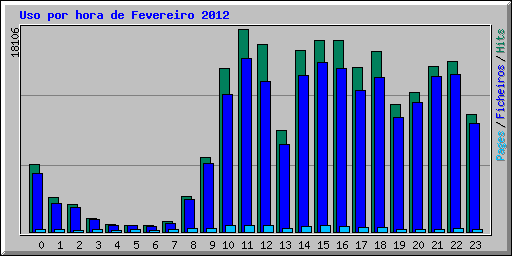 Uso por hora de Fevereiro 2012
18106
Pages / Ficheiros / Hits
0 1 2 3 4 5 6 7 8 9 10 11 12 13 14 15 16 17 18 19 20 21 22 23